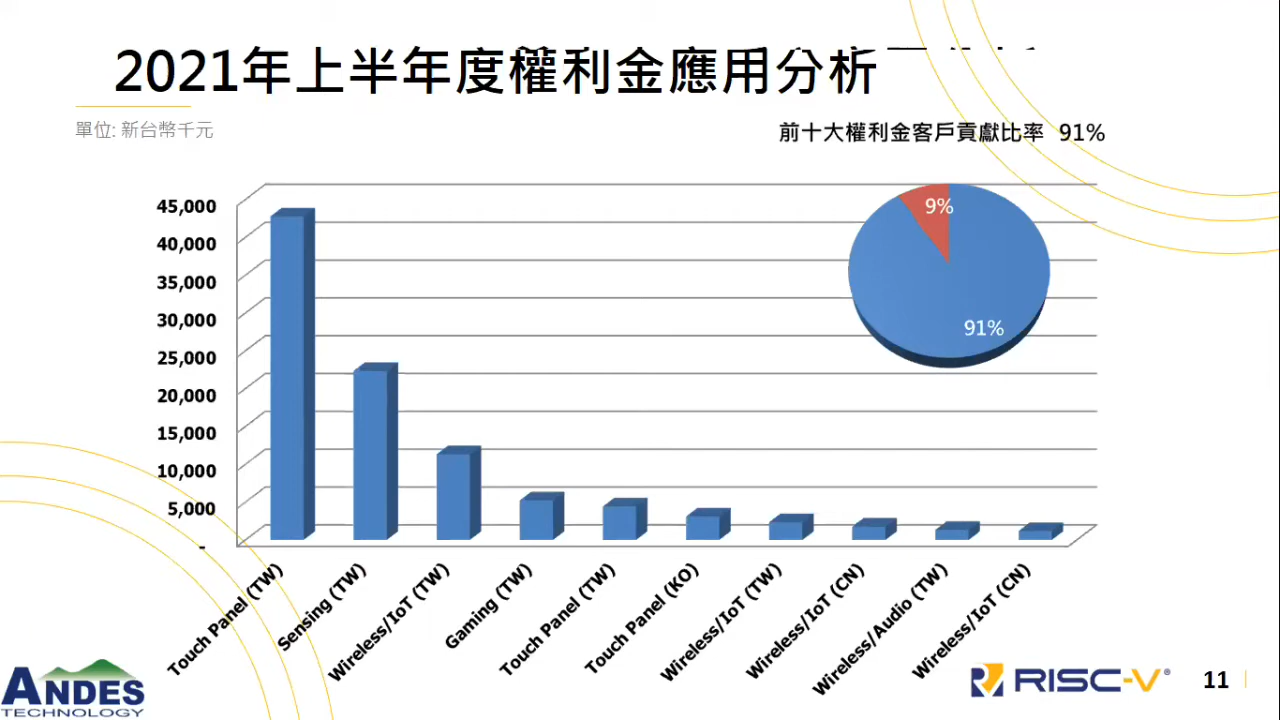 2021年上半年度權利金應用分析
單位: 新台幣千元
前十大權利金客戶貢獻比率 91%
45,000
40,000
35,000
30,000
25,000
20,000
15,000
10,000
5,000
-
9%
91%
Touch Panel (TW)
Sensing (TW)
Wireless/IoT (TW)
Gaming (TW)
Touch Panel (TW)
Touch Panel (KO)
Wireless/IoT (TW)
Wireless/IoT (CN)
Wireless/Audio (TW)
Wireless/IoT (CN)
ANDES
TECHNOLOGY
RISC-V®
11